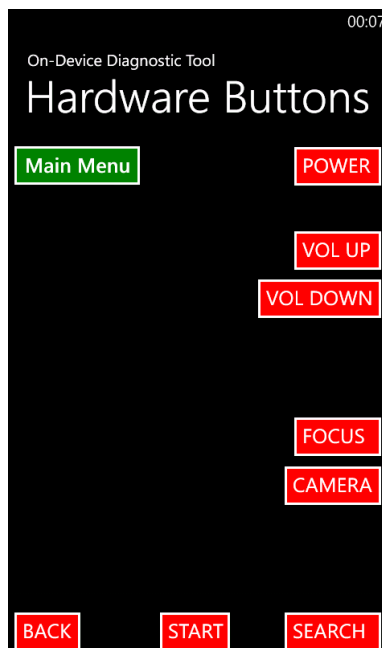 00:07
On-Device Diagnostic Tool
Hardware Buttons
Main Menu
POWER
VOL UP
VOL DOWN
FOCUS
CAMERA
BACK
START
SEARCH